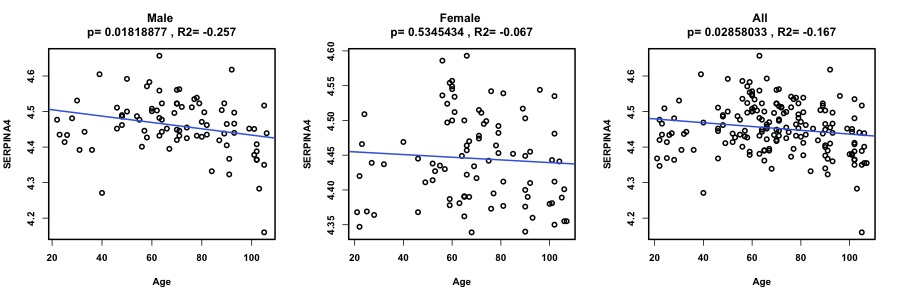 Male
p= 0.01818877 , R2= -0.257
SERPINA4
4.6
4.5
4.4
4.3
4.2
20 40 60 80 100
Age
Female
p= 0.5345434 , R2= -0.067
SERPINA4
4.60
4.55
4.50
4.45
4.40
4.35
20 40 60 80 100
Age
All
p= 0.02858033 , R2= -0.167
SERPINA4
4.6
4.5
4.4
4.3
4.2
20 40 60 80 100
Age